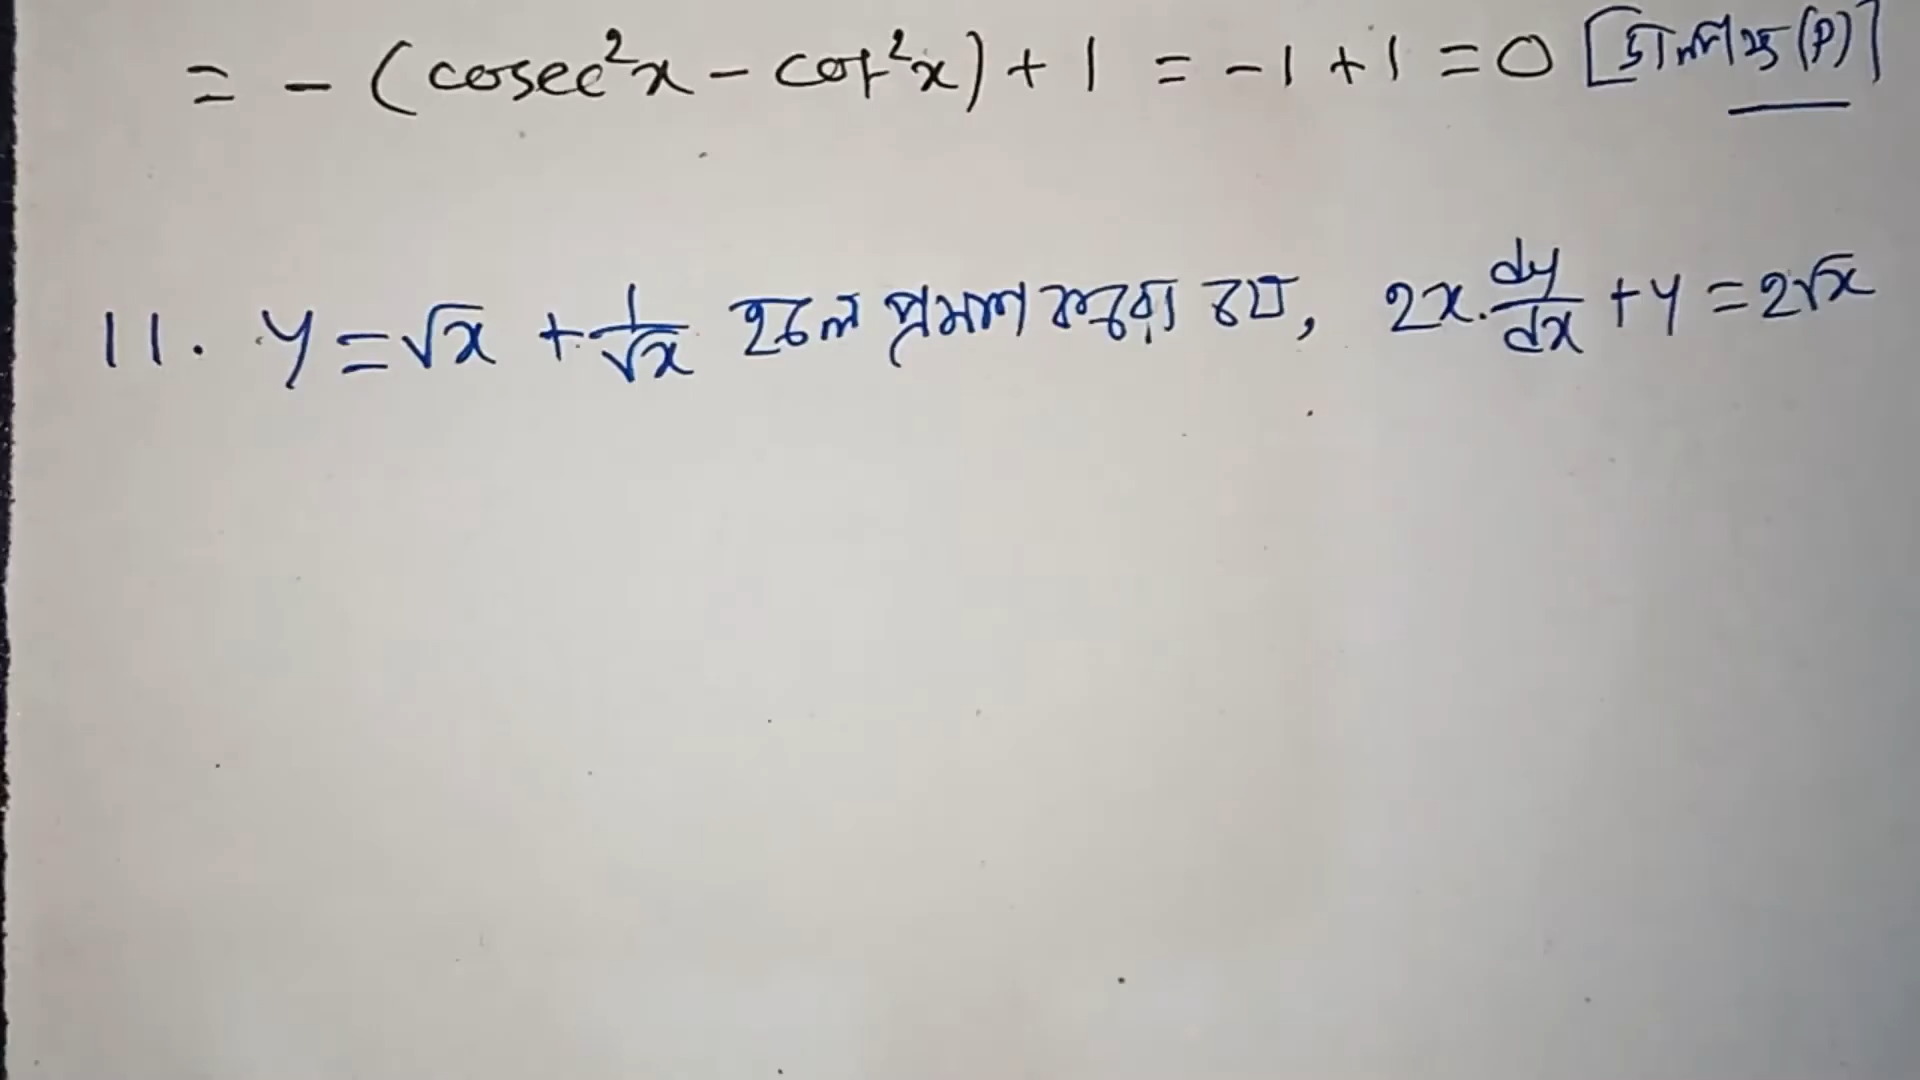 = - (cosec²x - cot²x) + 1 = -1 + 1 = 0 [প্রমাণিত (P)]
11. y = √x + 1/√x হলে প্রমাণ করো যে, 2x. dy/dx + y = 2√x